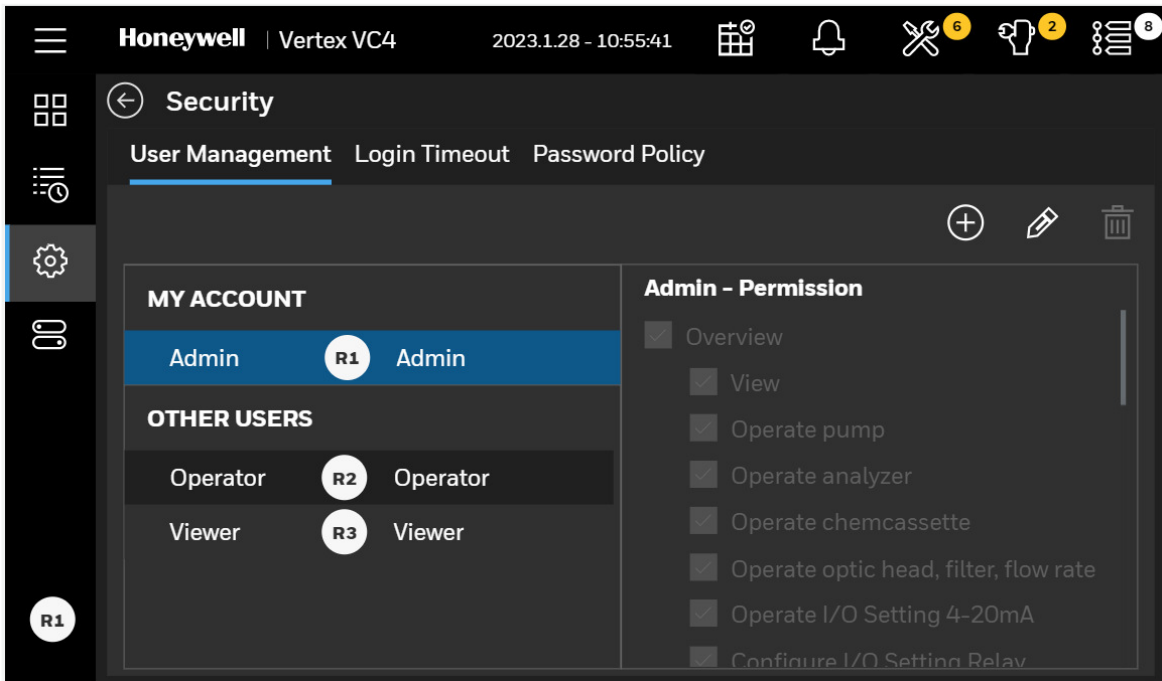 Honeywell | Vertex VC4 2023.1.28 - 10:55:41 6 2 8
Security
User Management Login Timeout Password Policy
MY ACCOUNT
Admin R1 Admin
OTHER USERS
Operator R2 Operator
Viewer R3 Viewer
R1
Admin - Permission
Overview
View
Operate pump
Operate analyzer
Operate chemcassette
Operate optic head, filter, flow rate
Operate I/O Setting 4-20mA
Configure I/O Setting Relay